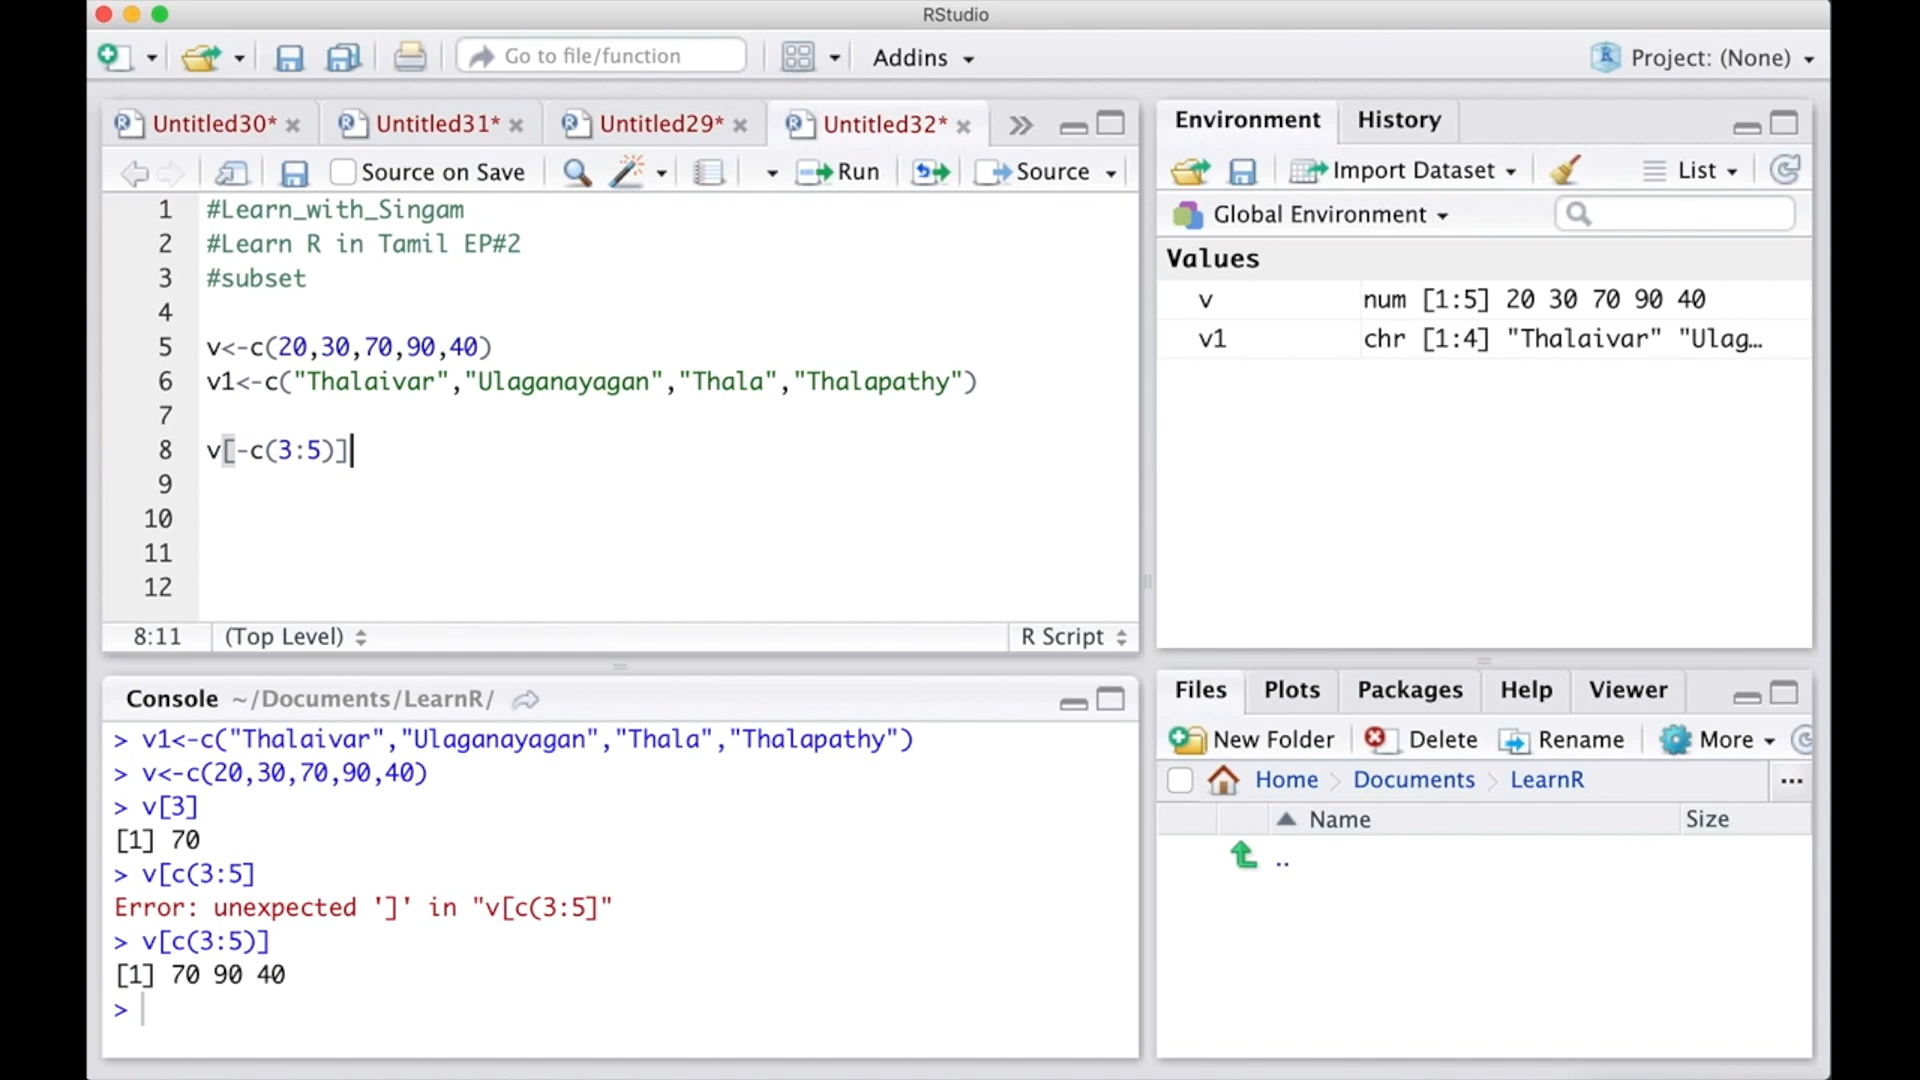 RStudio
Go to file/function
Addins
Project: (None)
Untitled30*
Untitled31*
Untitled29*
Untitled32*
Source on Save
Run
Source
1 #Learn_with_Singam
2 #Learn R in Tamil EP#2
3 #subset
4
5 v<-c(20,30,70,90,40)
6 v1<-c("Thalaivar","Ulaganayagan","Thala","Thalapathy")
7
8 v[-c(3:5)]
9
10
11
12
8:11 (Top Level) R Script
Console ~/Documents/LearnR/
> v1<-c("Thalaivar","Ulaganayagan","Thala","Thalapathy")
> v<-c(20,30,70,90,40)
> v[3]
[1] 70
> v[c(3:5]
Error: unexpected ']' in "v[c(3:5]"
> v[c(3:5)]
[1] 70 90 40
>
Environment History
Import Dataset List
Global Environment
Values
v num [1:5] 20 30 70 90 40
v1 chr [1:4] "Thalaivar" "Ulag…
Files Plots Packages Help Viewer
New Folder Delete Rename More
Home Documents LearnR ...
Name Size
..